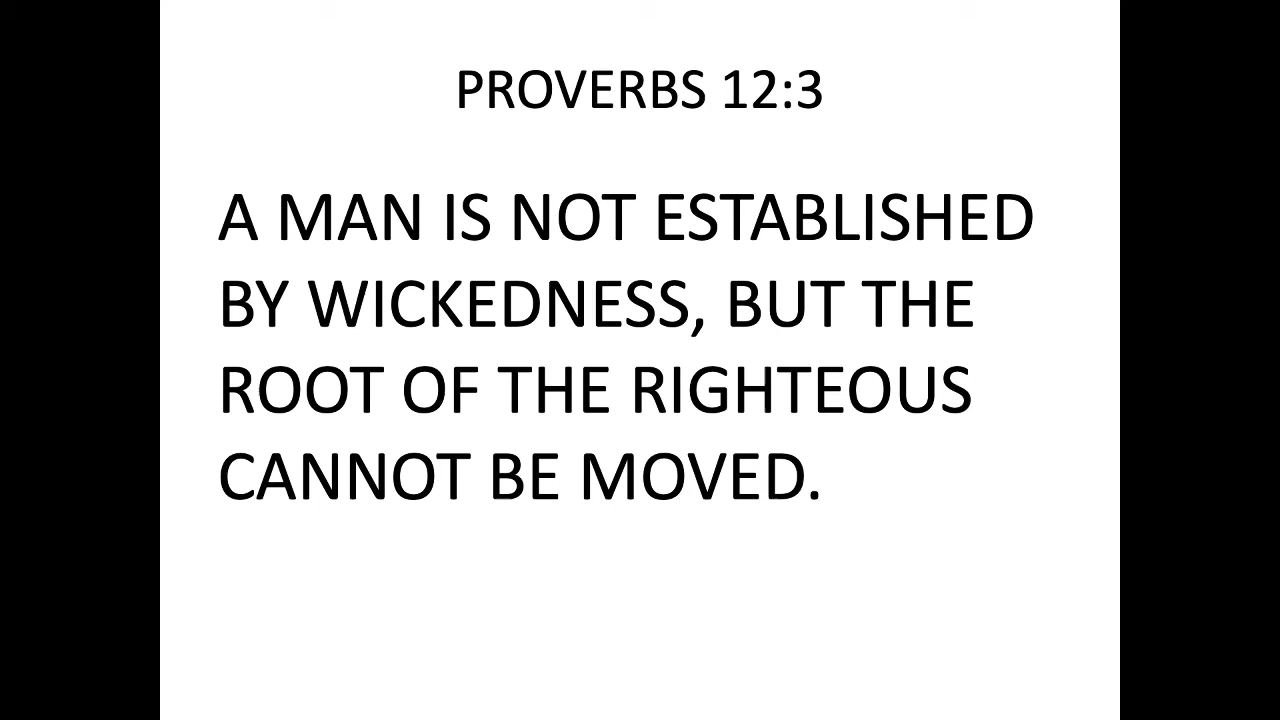 PROVERBS 12:3
A MAN IS NOT ESTABLISHED
BY WICKEDNESS, BUT THE
ROOT OF THE RIGHTEOUS
CANNOT BE MOVED.